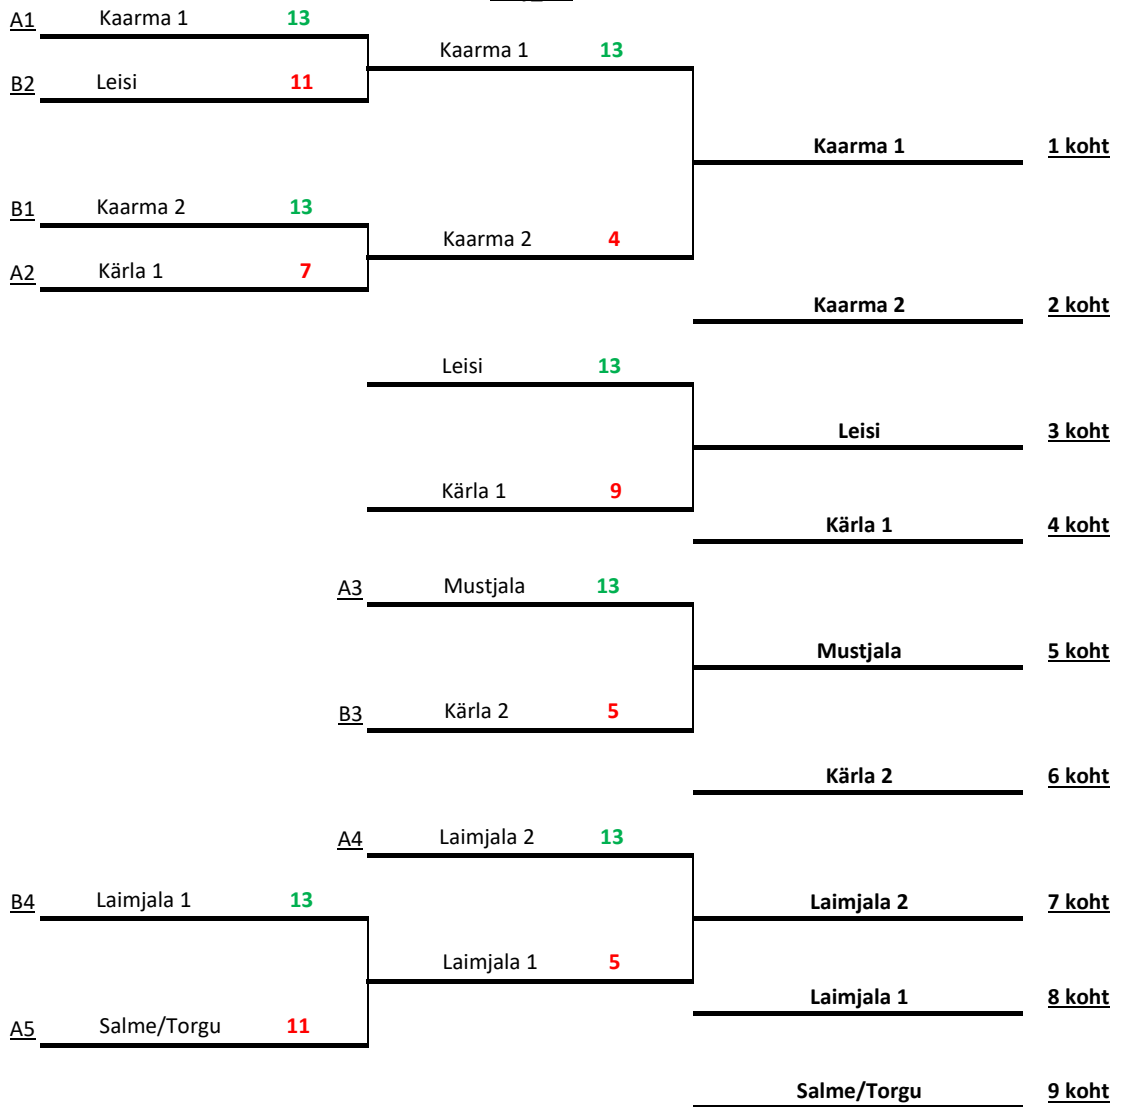 A1 Kaarma 1 13
Kaarma 1 13
B2 Leisi 11
Kaarma 1 1 koht
B1 Kaarma 2 13
Kaarma 2 4
A2 Kärla 1 7
Kaarma 2 2 koht
Leisi 13
Leisi 3 koht
Kärla 1 9
Kärla 1 4 koht
A3 Mustjala 13
Mustjala 5 koht
B3 Kärla 2 5
Kärla 2 6 koht
A4 Laimjala 2 13
B4 Laimjala 1 13
Laimjala 2 7 koht
Laimjala 1 5
Laimjala 1 8 koht
A5 Salme/Torgu 11
Salme/Torgu 9 koht